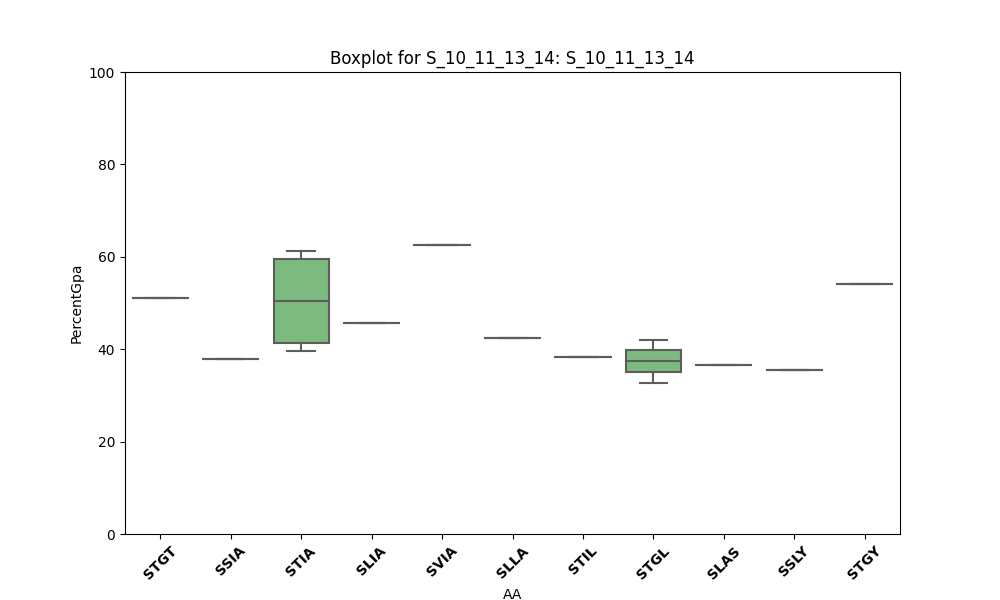 Boxplot for S_10_11_13_14: S_10_11_13_14
100
80
60
40
20
0
PercentGpa
STGT SSIA STIA SLIA SVIA SLLA STIL STGL SLAS SSLY STGY
AA